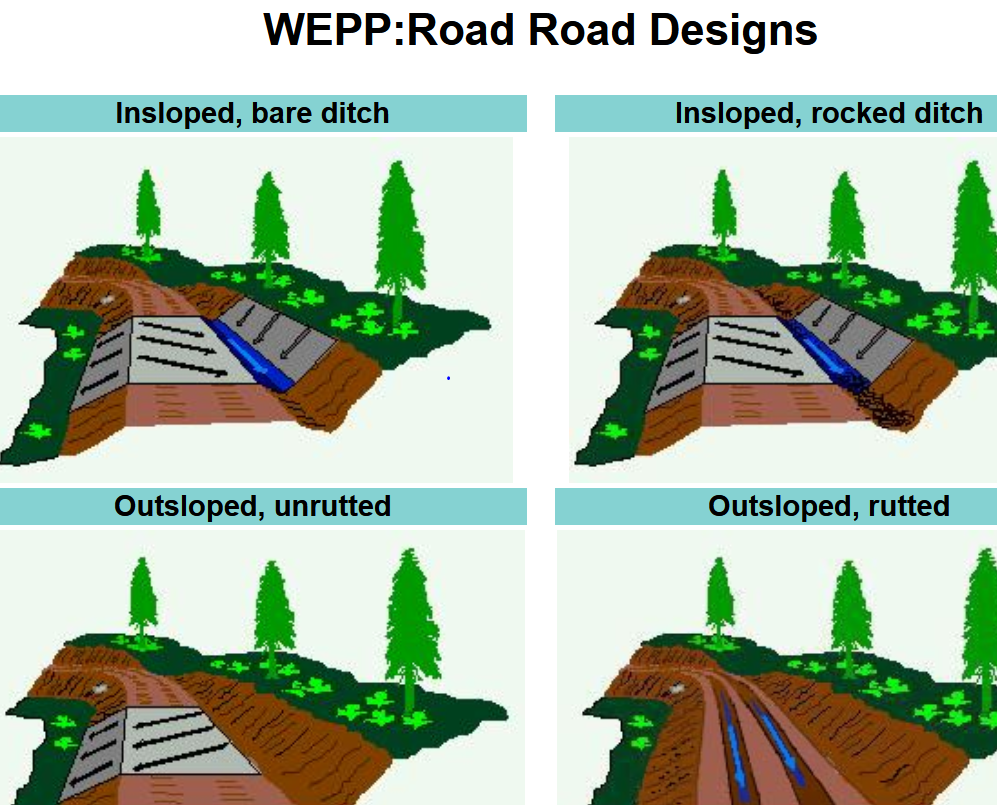 WEPP:Road Road Designs
Insloped, bare ditch
Insloped, rocked ditch
Outsloped, unrutted
Outsloped, rutted